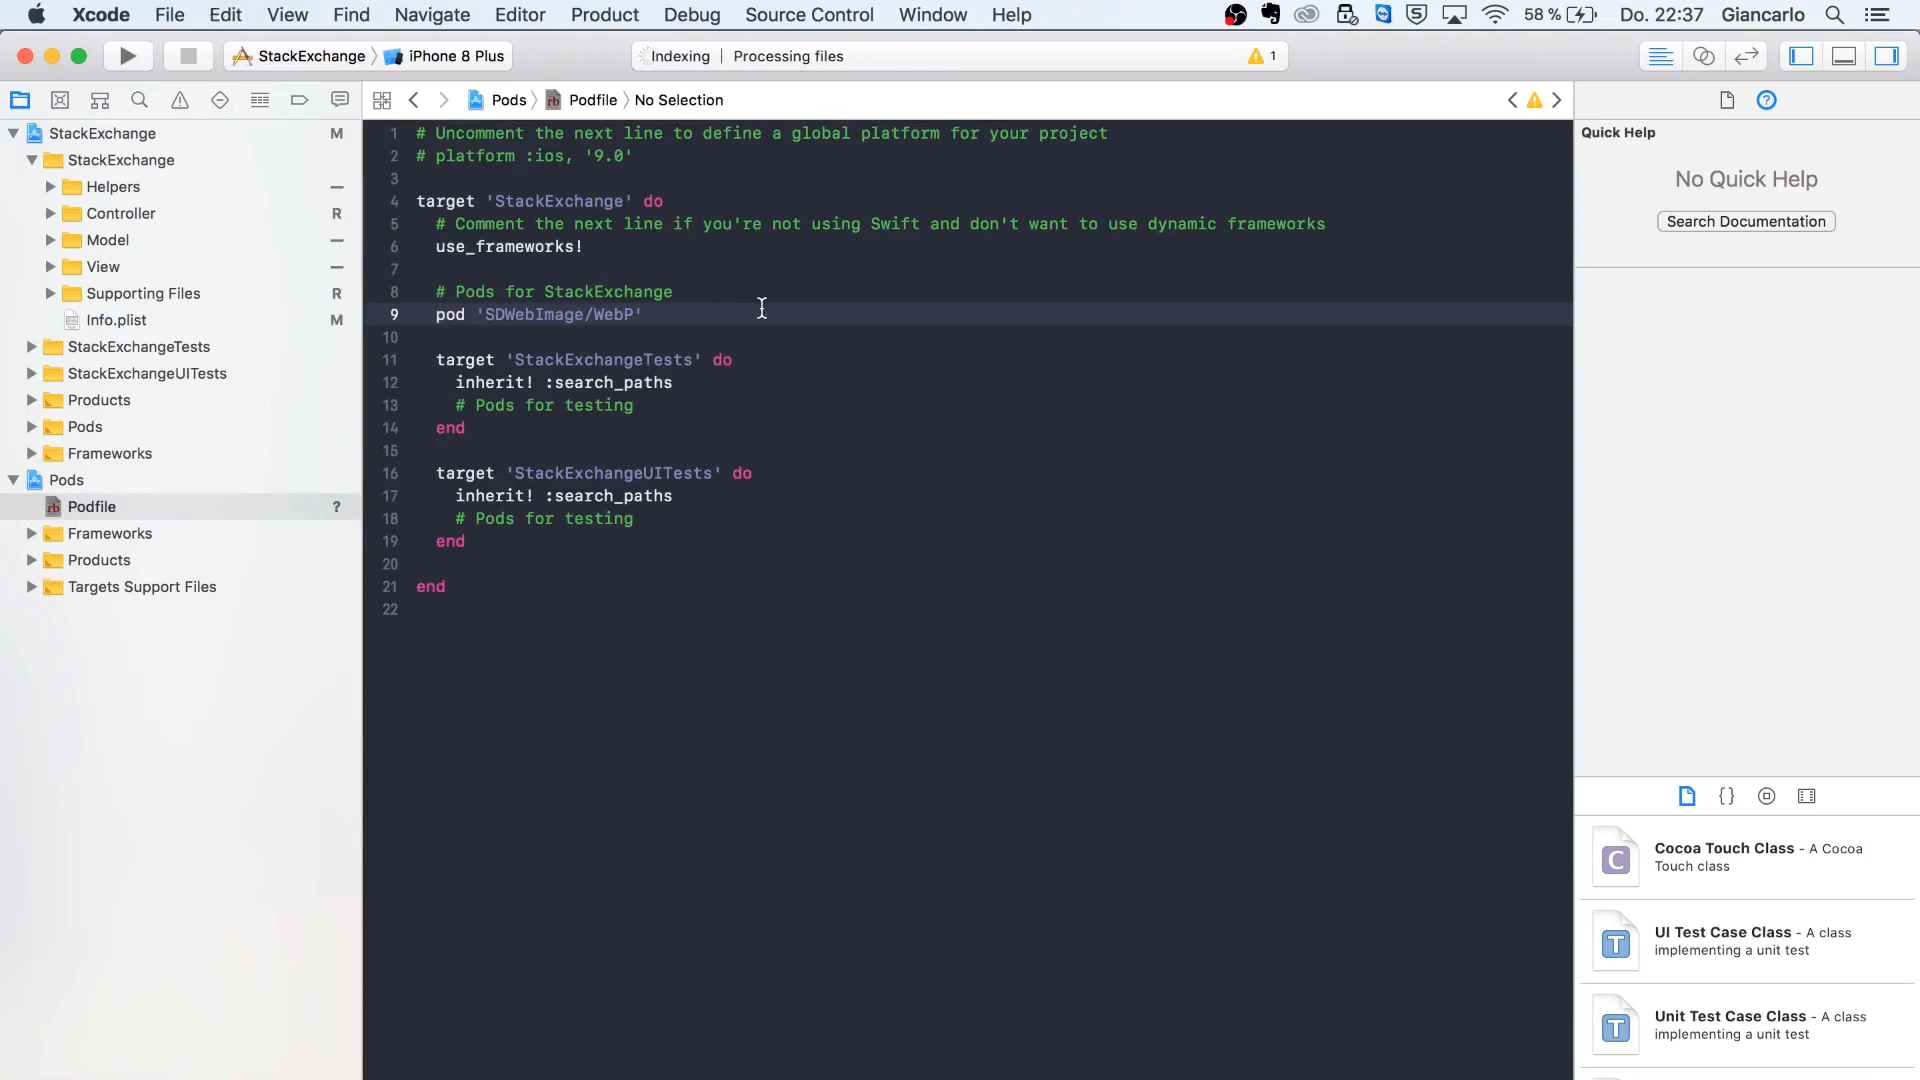 Xcode File Edit View Find Navigate Editor Product Debug Source Control Window Help 58 % Do. 22:37 Giancarlo
StackExchange iPhone 8 Plus Indexing | Processing files 1
Pods Podfile No Selection
StackExchange M
StackExchange
Helpers
Controller R
Model
View
Supporting Files R
Info.plist M
StackExchangeTests
StackExchangeUITests
Products
Pods
Frameworks
Pods
Podfile ?
Frameworks
Products
Targets Support Files
1 # Uncomment the next line to define a global platform for your project
2 # platform :ios, '9.0'
3
4 target 'StackExchange' do
5 # Comment the next line if you're not using Swift and don't want to use dynamic frameworks
6 use_frameworks!
7
8 # Pods for StackExchange
9 pod 'SDWebImage/WebP'
10
11 target 'StackExchangeTests' do
12 inherit! :search_paths
13 # Pods for testing
14 end
15
16 target 'StackExchangeUITests' do
17 inherit! :search_paths
18 # Pods for testing
19 end
20
21 end
22
Quick Help
No Quick Help
Search Documentation
{}
C
Cocoa Touch Class - A Cocoa
Touch class
T
UI Test Case Class - A class
implementing a unit test
T
Unit Test Case Class - A class
implementing a unit test